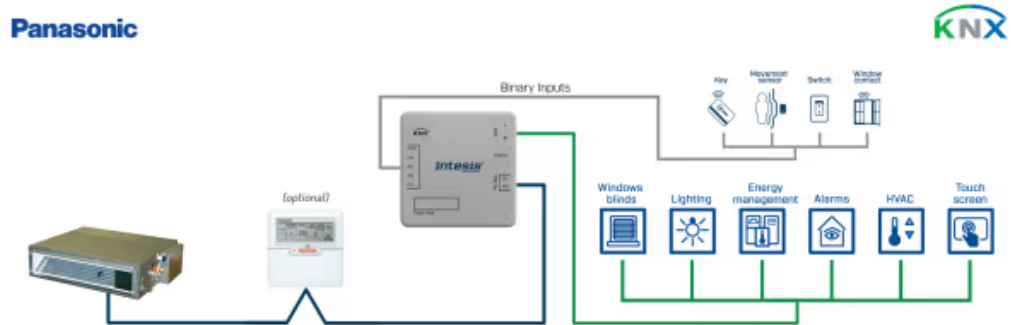 Panasonic
KNX
Binary Inputs
Key
Movement
sensor
Switch
Window
contact
KNX
Intesis
(optional)
Windows
blinds
Lighting
Energy
management
Alarms
HVAC
Touch
screen